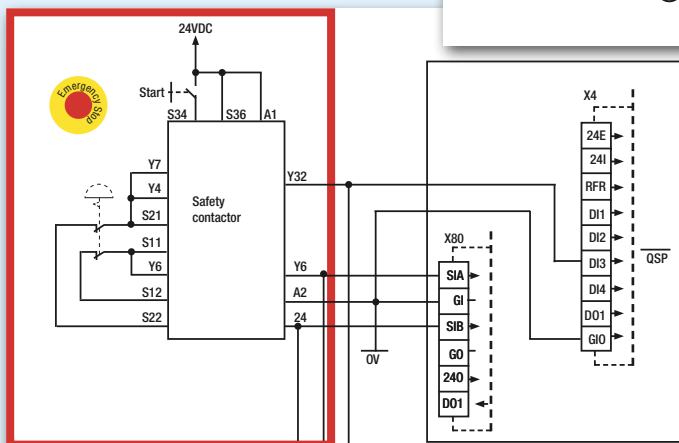 24VDC
Emergency Stop
Start
S34 S36 A1
Y7
Y4
S21
S11
Y6
S12
S22
Safety
contactor
Y32
Y6
A2
24
0V
X80
SIA
GI
SIB
GO
24O
DO1
X4
24E
24I
RFR
DI1
DI2
DI3
DI4
DO1
GIO
QSP